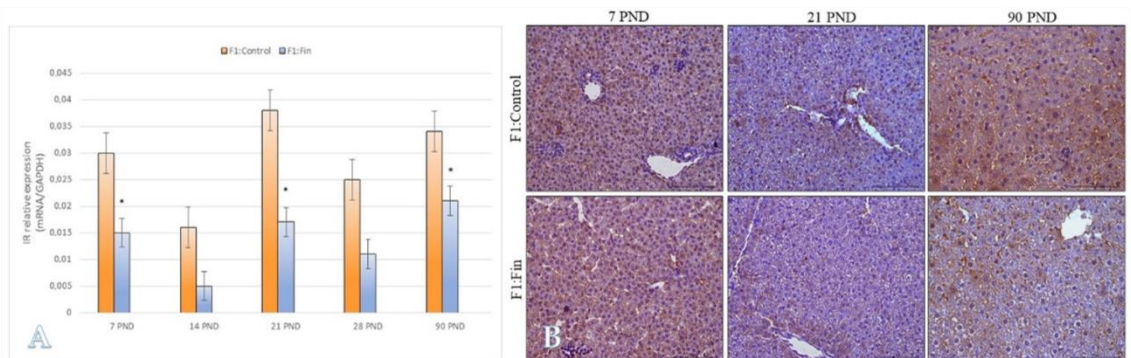 F1:Control F1:Fin
IR relative expression
(mRNA/GAPDH)
0,045
0,04
0,035
0,03
0,025
0,02
0,015
0,01
0,005
0
*
*
*
7 PND 14 PND 21 PND 28 PND 90 PND
A
7 PND 21 PND 90 PND
F1:Control
F1:Fin
B